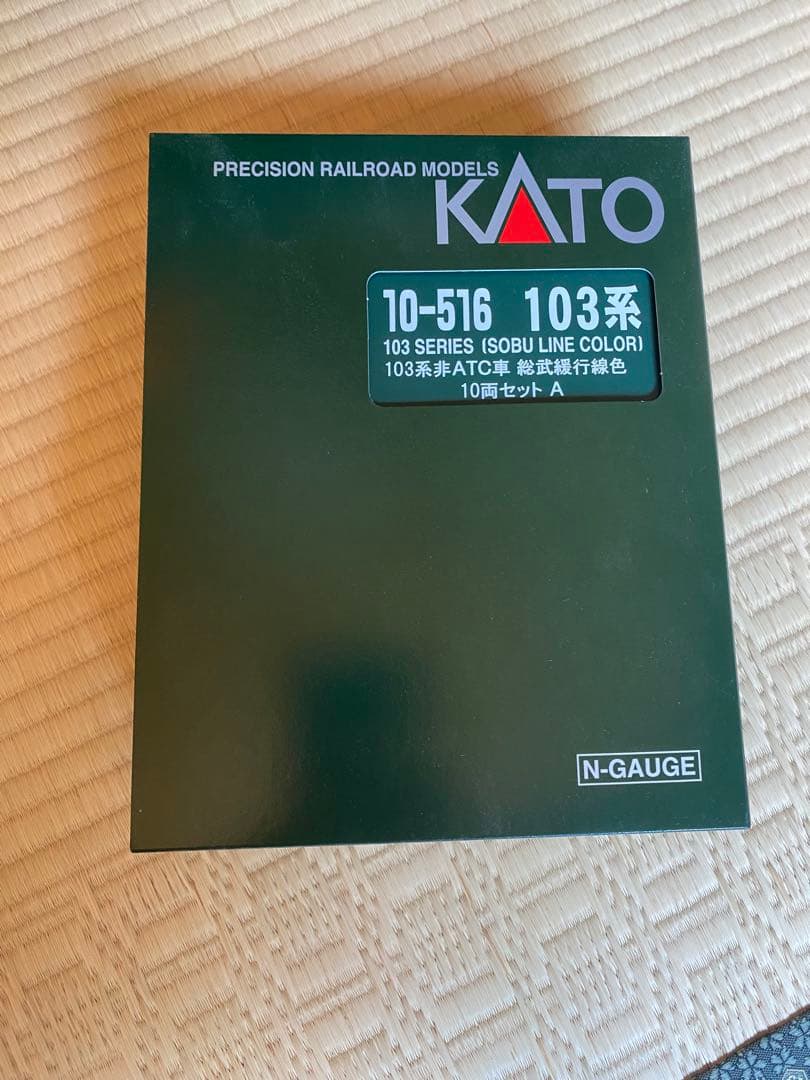 PRECISION RAILROAD MODELS
KATO
10-516 103系
103 SERIES (SOBU LINE COLOR)
103系非ATC車 総武緩行線色
10両セット A
N-GAUGE